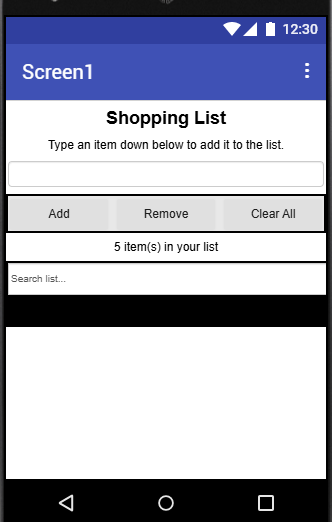 12:30
Screen1
Shopping List
Type an item down below to add it to the list.
Add Remove Clear All
5 item(s) in your list
Search list...